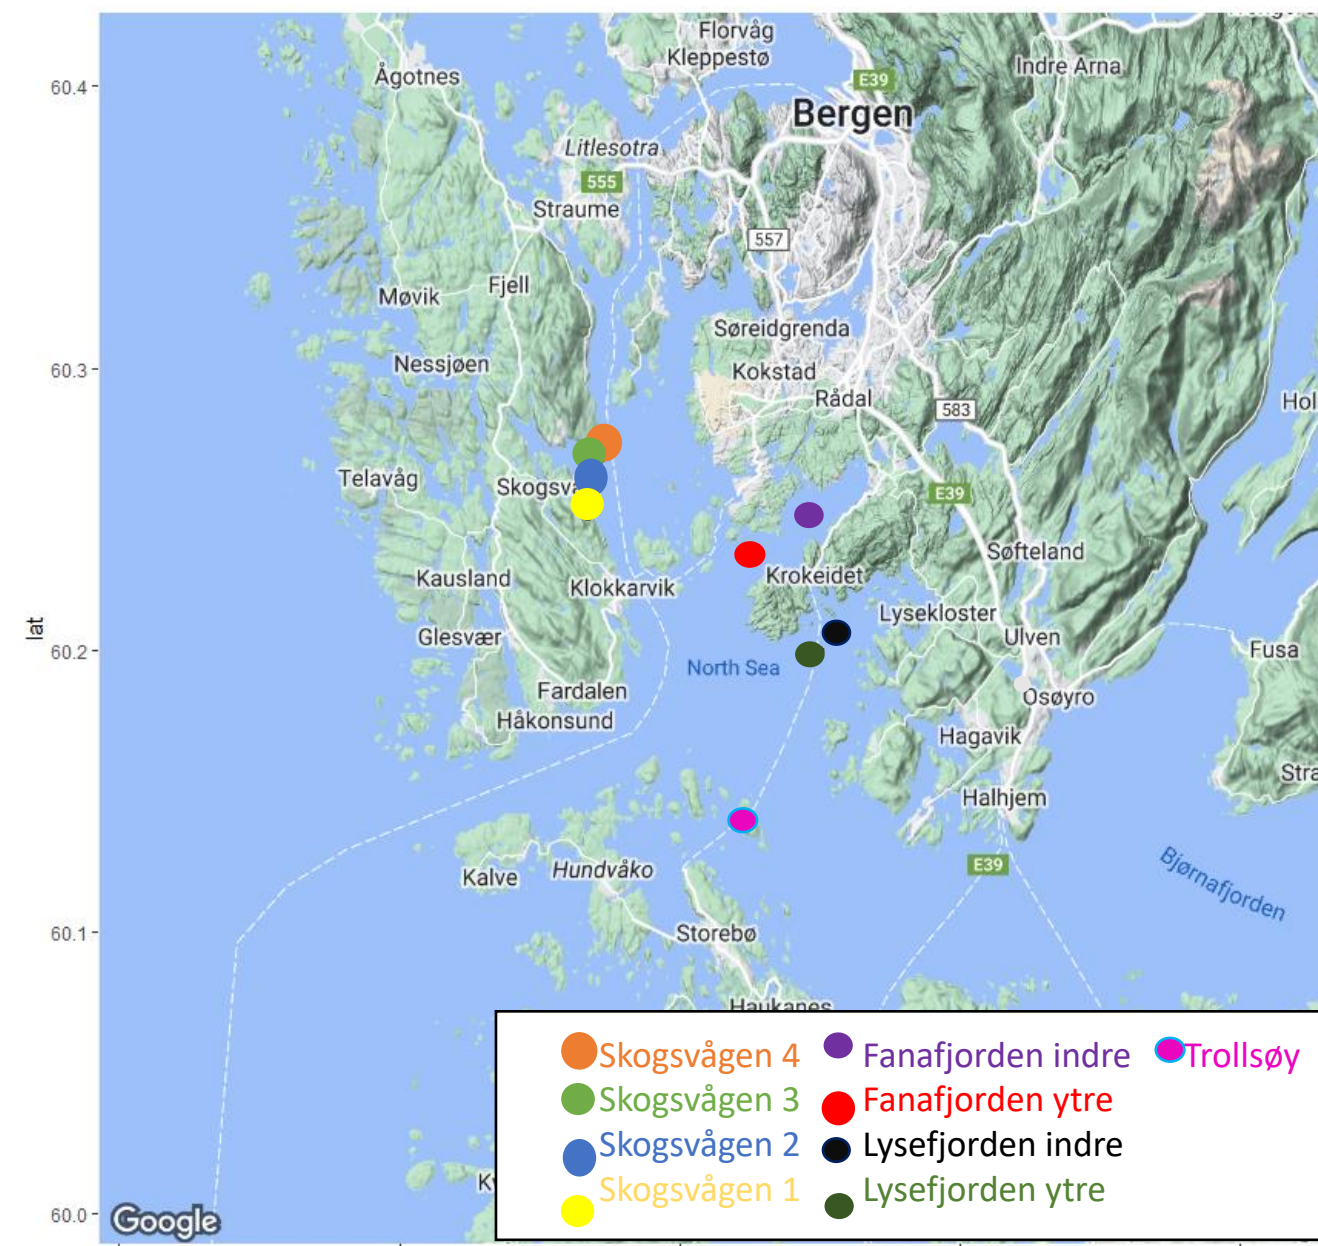 Florvåg
Kleppestø
Ågotnes
E39
Indre Arna
60.4
Bergen
Litlesotra
555
Straume
557
Fjell
Møvik
Søreidgrenda
60.3
Nessjøen
Kokstad
Rådal
583
Hol
Telavåg
Skogsvå
E39
Søfteland
Kausland
Krokeidet
Klokkarvik
Lysekloster
lat
Glesvær
Ulven
60.2
Fusa
North Sea
Fardalen
Osøyro
Håkonsund
Hagavik
Stra
Halhjem
Kalve
Hundvåko
E39
Bjørnafjorden
60.1
Storebø
Haukanes
Skogsvågen 4
Skogsvågen 3
Skogsvågen 2
Skogsvågen 1
Fanafjorden indre
Fanafjorden ytre
Lysefjorden indre
Lysefjorden ytre
Trollsøy
60.0
Google